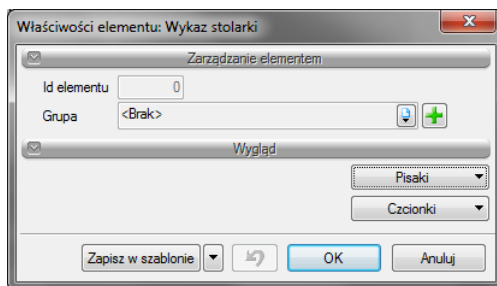 Właściwości elementu: Wykaz stolarki
Zarządzanie elementem
Id elementu 0
Grupa <Brak>
Wygląd
Pisaki
Czcionki
Zapisz w szablonie OK Anuluj